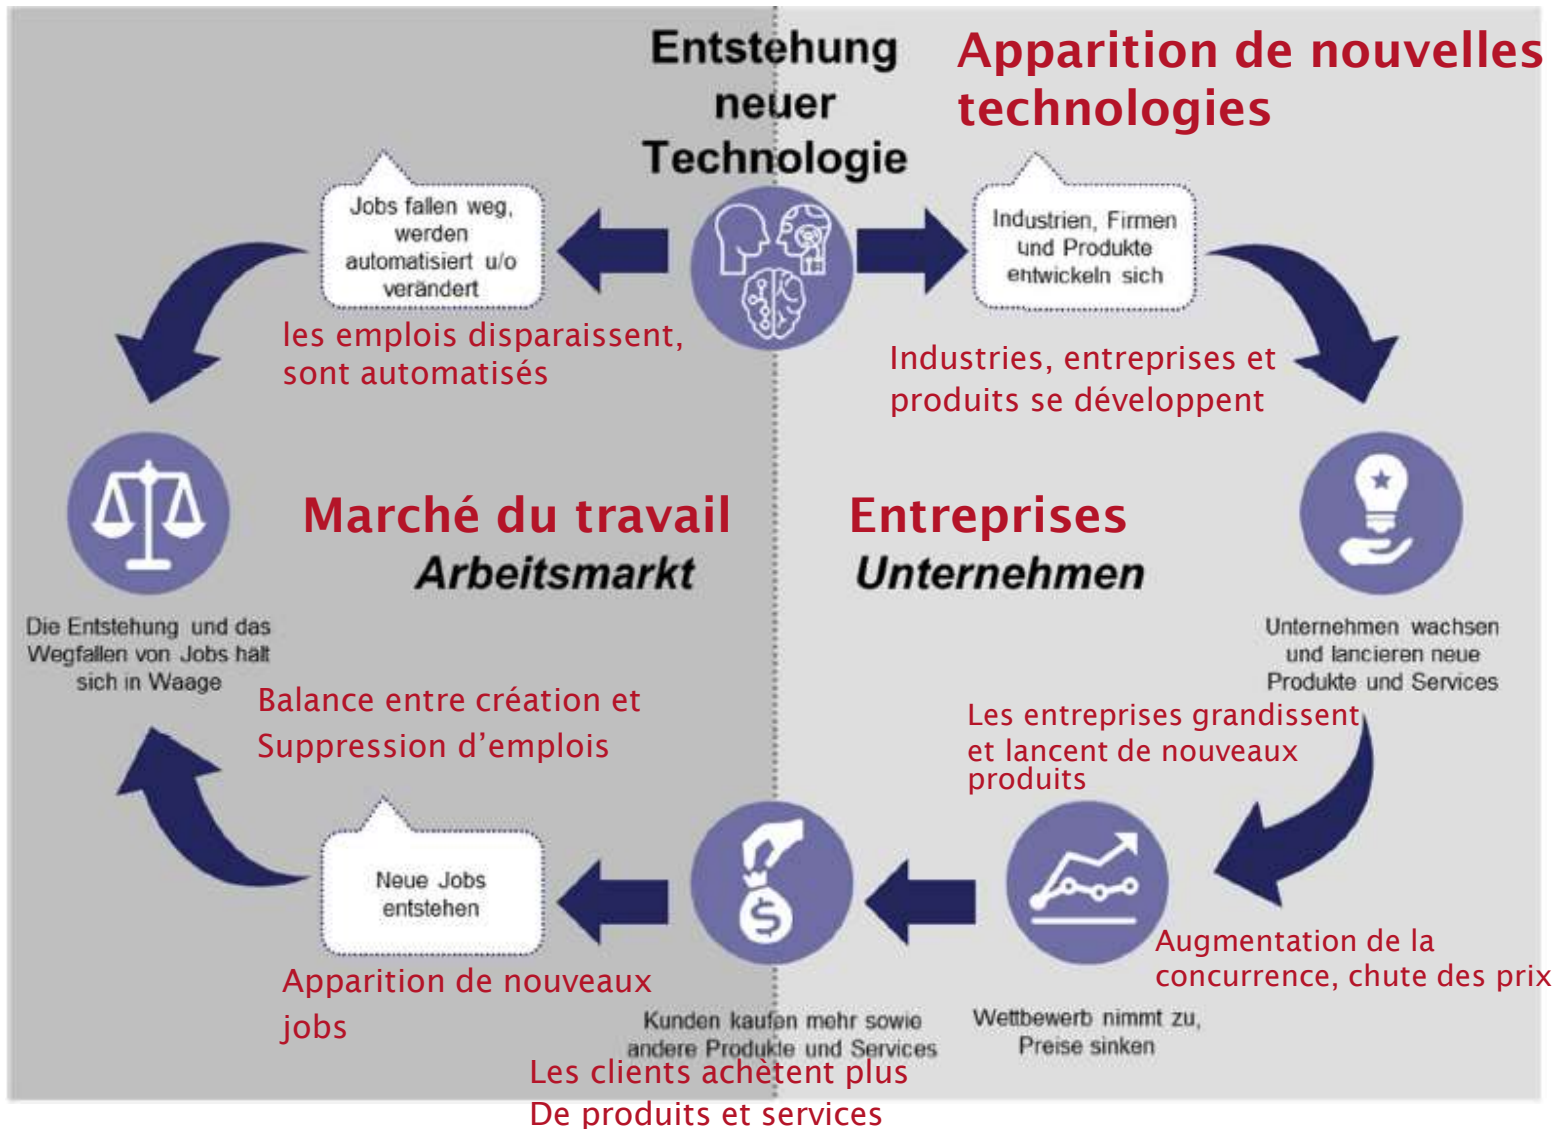 Entstehung
neuer
Technologie
Apparition de nouvelles
technologies
Jobs fallen weg,
werden
automatisiert u/o
verändert
les emplois disparaissent,
sont automatisés
Industrien, Firmen
und Produkte
entwickeln sich
Industries, entreprises et
produits se développent
Marché du travail
Arbeitsmarkt
Entreprises
Unternehmen
Die Entstehung und das
Wegfallen von Jobs hält
sich in Waage
Balance entre création et
Suppression d’emplois
Unternehmen wachsen
und lancieren neue
Produkte und Services
Les entreprises grandissent
et lancent de nouveaux
produits
Neue Jobs
entstehen
Apparition de nouveaux
jobs
$
Kunden kaufen mehr sowie
andere Produkte und Services
Les clients achètent plus
De produits et services
Augmentation de la
concurrence, chute des prix
Wettbewerb nimmt zu,
Preise sinken